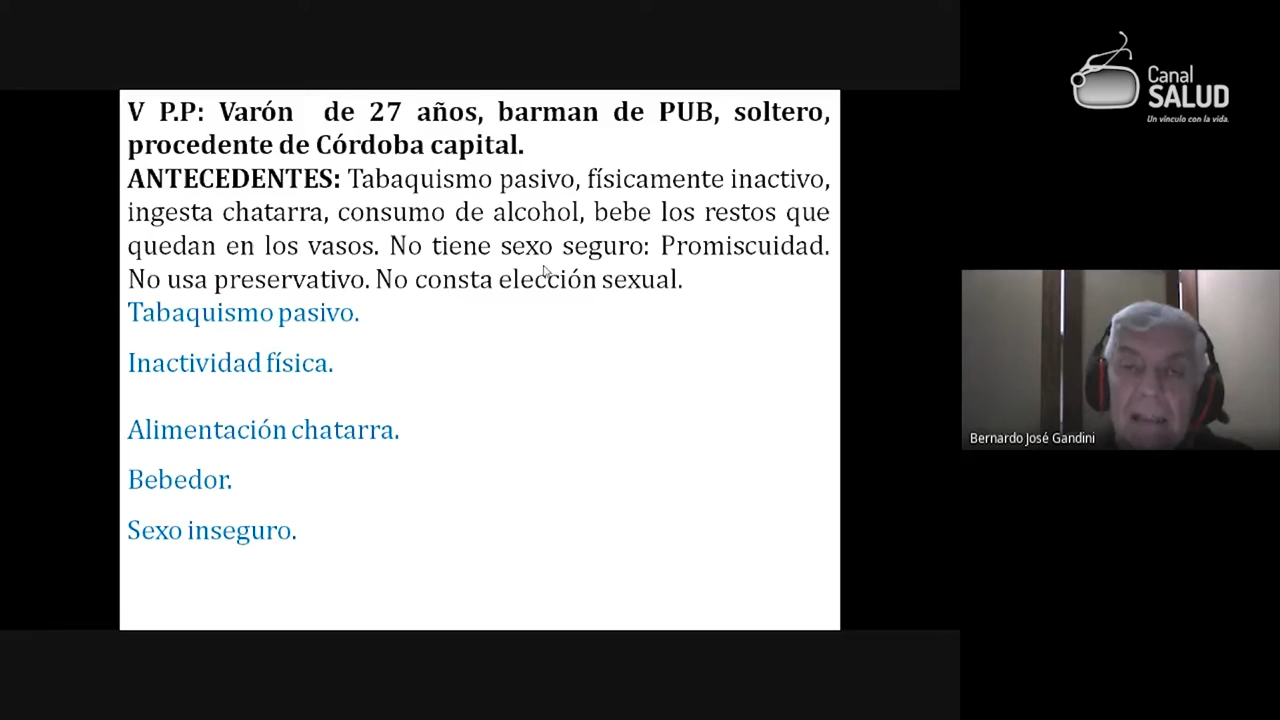 V P.P: Varón de 27 años, barman de PUB, soltero,
procedente de Córdoba capital.
ANTECEDENTES: Tabaquismo pasivo, físicamente inactivo,
ingesta chatarra, consumo de alcohol, bebe los restos que
quedan en los vasos. No tiene sexo seguro: Promiscuidad.
No usa preservativo. No consta elección sexual.
Tabaquismo pasivo.
Inactividad física.
Alimentación chatarra.
Bebedor.
Sexo inseguro.
Canal
SALUD
Un vínculo con la vida.
Bernardo José Gandini